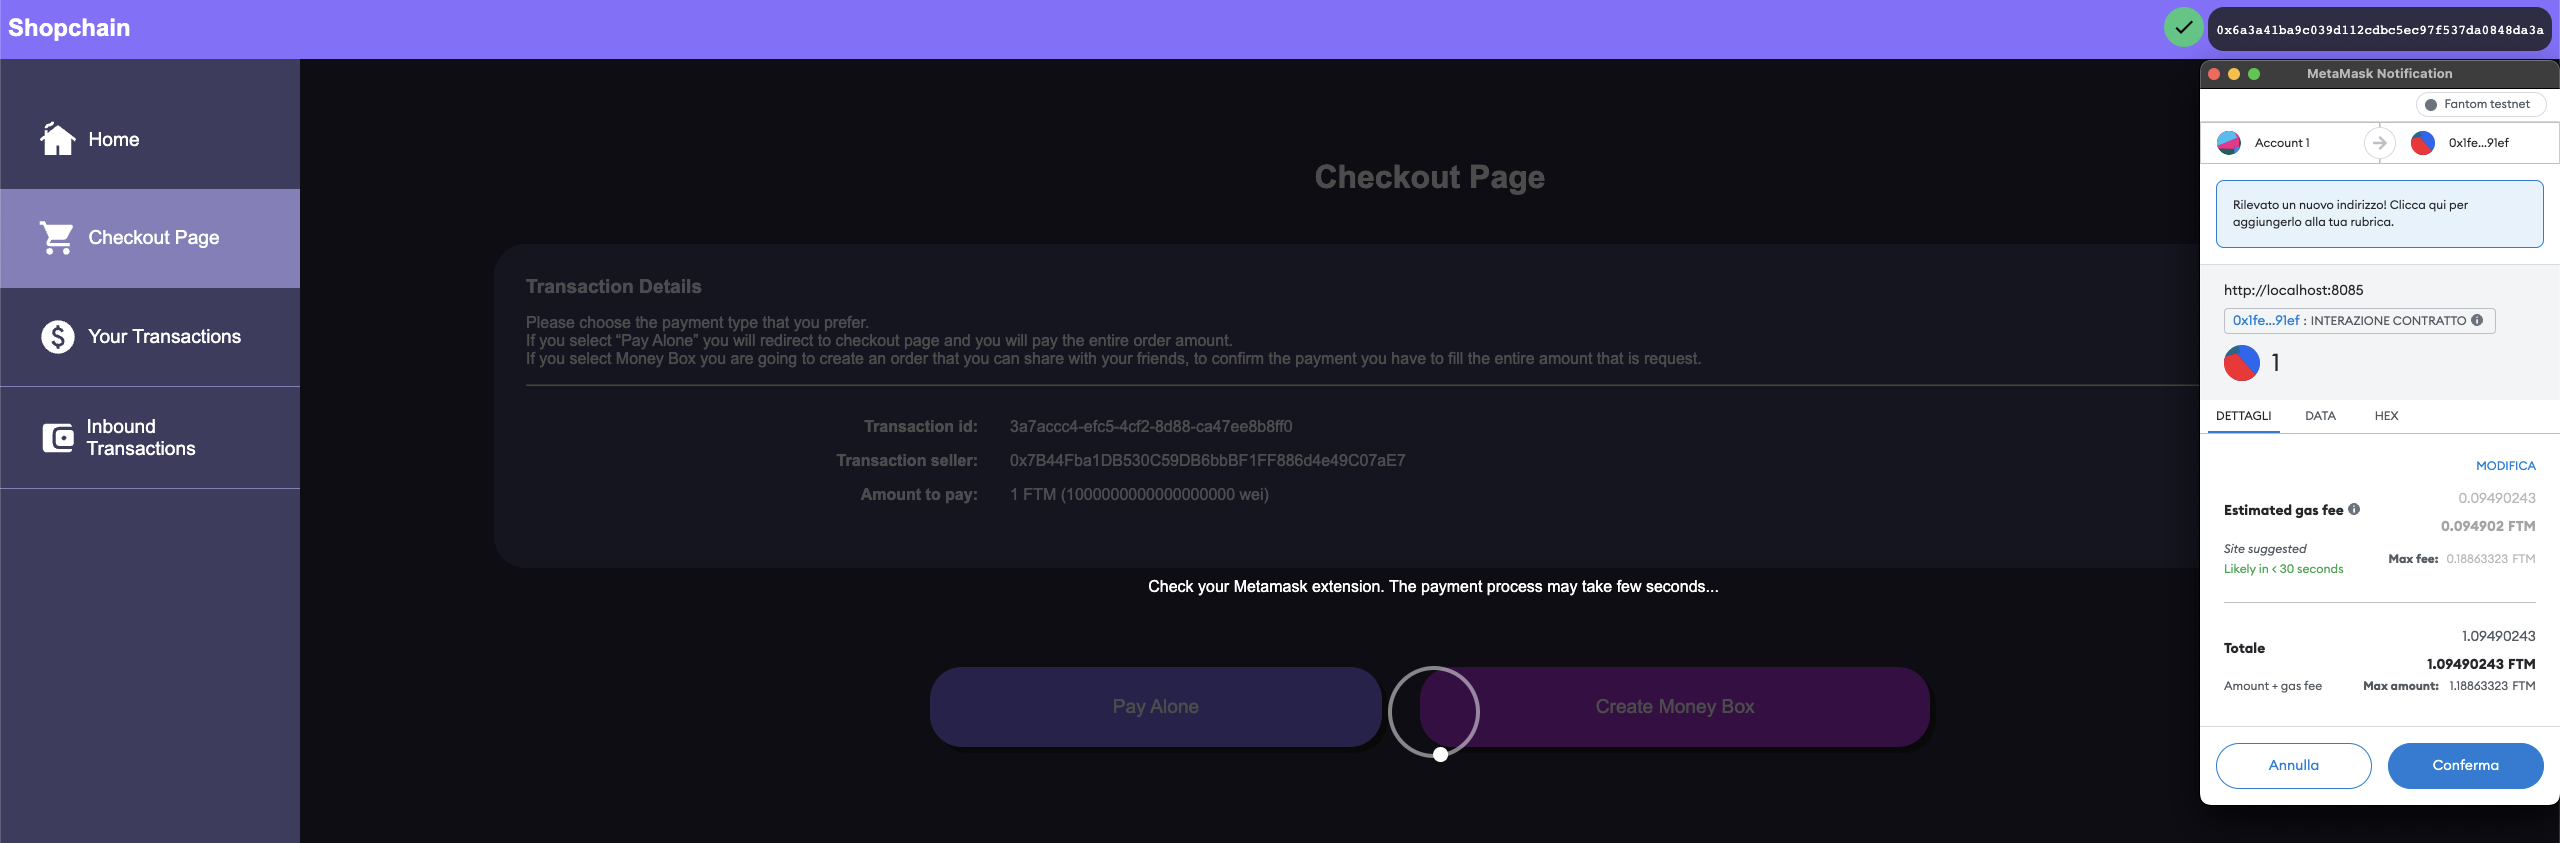 Shopchain
0x6a3a41ba9c039d112cdbc5ec97f537da0848da3a
Home
Checkout Page
Your Transactions
Inbound
Transactions
Checkout Page
Transaction Details
Please choose the payment type that you prefer.
If you select “Pay Alone” you will redirect to checkout page and you will pay the entire order amount.
If you select Money Box you are going to create an order that you can share with your friends, to confirm the payment you have to fill the entire amount that is request.
Transaction id: 3a7accc4-efc5-4cf2-8d88-ca47ee8b8ff0
Transaction seller: 0x7B44Fba1DB530C59DB6bbBF1FF886d4e49C07aE7
Amount to pay: 1 FTM (1000000000000000000 wei)
Check your Metamask extension. The payment process may take few seconds...
Pay Alone
Create Money Box
MetaMask Notification
Fantom testnet
Account 1
0x1fe...91ef
Rilevato un nuovo indirizzo! Clicca qui per
aggiungerlo alla tua rubrica.
http://localhost:8085
0x1fe...91ef : INTERAZIONE CONTRATTO
1
DETTAGLI DATA HEX
MODIFICA
0.09490243
Estimated gas fee
0.094902 FTM
Site suggested
Max fee: 0.18863323 FTM
Likely in < 30 seconds
1.09490243
Totale
1.09490243 FTM
Amount + gas fee Max amount: 1.18863323 FTM
Annulla
Conferma